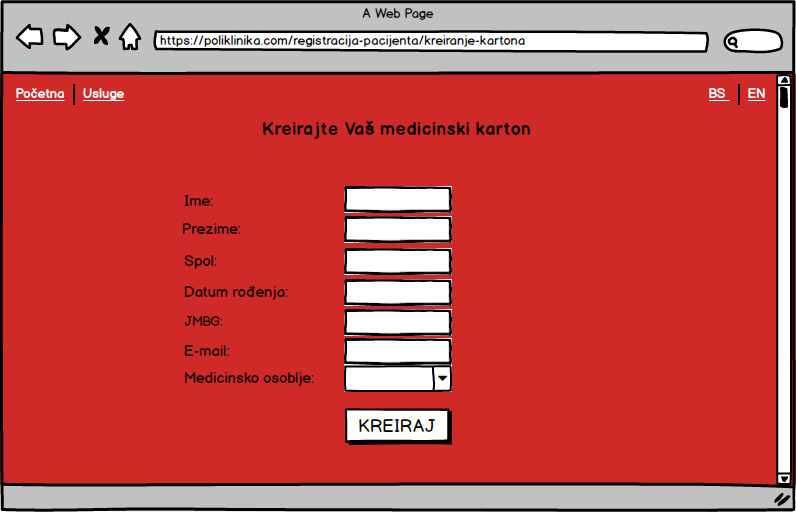 A Web Page
https://poliklinika.com/registracija-pacijenta/kreiranje-kartona
Početna Usluge BS EN
Kreirajte Vaš medicinski karton
Ime:
Prezime:
Spol:
Datum rođenja:
JMBG:
E-mail:
Medicinsko osoblje:
KREIRAJ